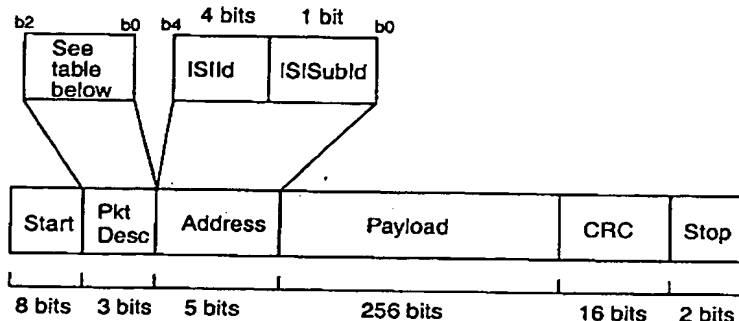 4 bits 1 bit
b2 b0 b4 b0
See
table
below
ISIId ISISubId
Start Pkt
Desc Address Payload CRC Stop
8 bits 3 bits 5 bits 256 bits 16 bits 2 bits